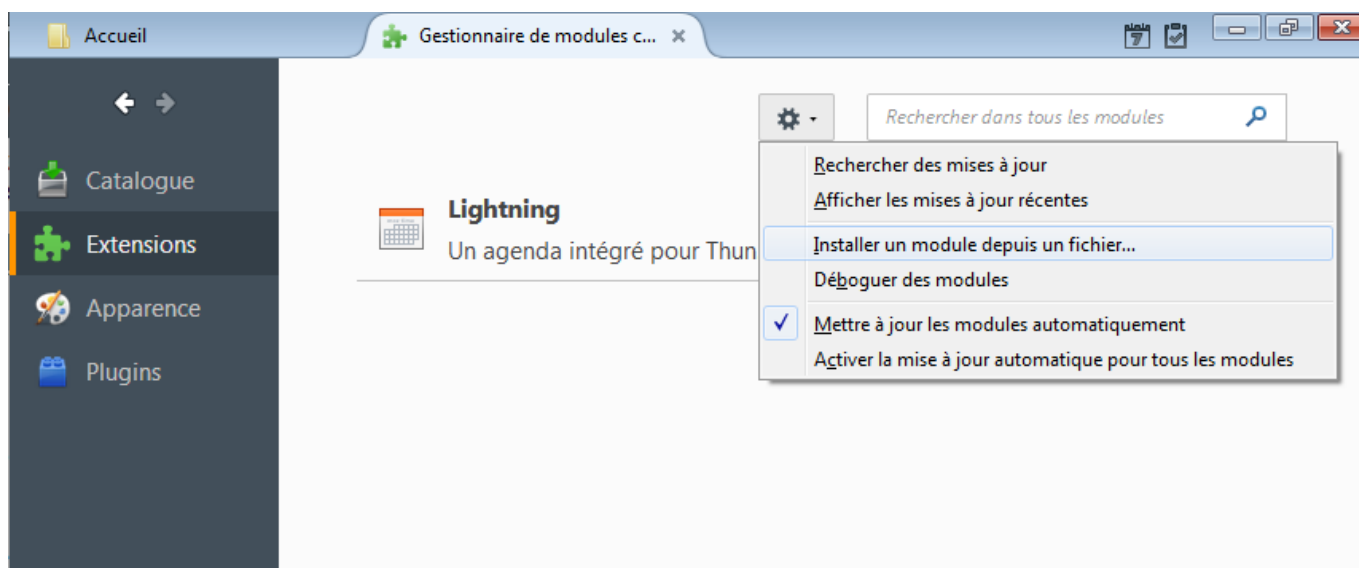 Accueil
Gestionnaire de modules c...
7
Rechercher dans tous les modules
Catalogue
Extensions
Apparence
Plugins
Lightning
Un agenda intégré pour Thun
Rechercher des mises à jour
Afficher les mises à jour récentes
Installer un module depuis un fichier...
Déboguer des modules
Mettre à jour les modules automatiquement
Activer la mise à jour automatique pour tous les modules